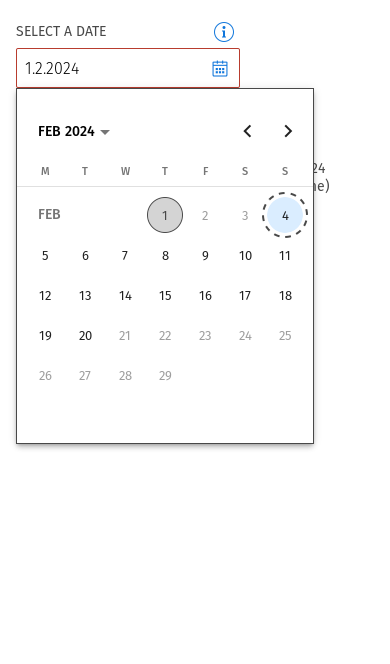 SELECT A DATE
1.2.2024
FEB 2024
M T W T F S S
FEB 1 2 3 4
5 6 7 8 9 10 11
12 13 14 15 16 17 18
19 20 21 22 23 24 25
26 27 28 29